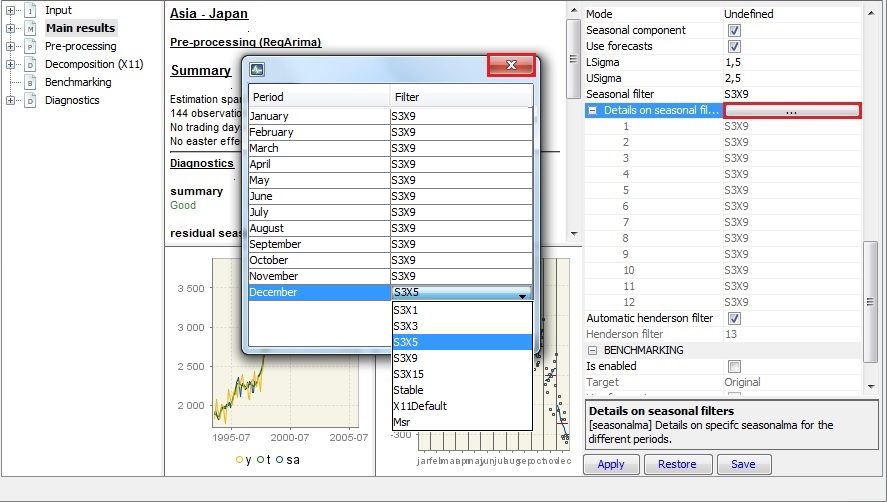 Input
Main results
Pre-processing
Decomposition (X11)
Benchmarking
Diagnostics
Asia - Japan
Pre-processing (RegArima)
Summary
Estimation spa
144 observatio
No trading day
No easter effe
Diagnostics
summary
Good
residual seas
3 500
3 000
2 500
2 000
1995-07 2000-07 2005-07
y t sa
Period Filter
January S3X9
February S3X9
March S3X9
April S3X9
May S3X9
June S3X9
July S3X9
August S3X9
September S3X9
October S3X9
November S3X9
December S3X5
S3X1
S3X3
S3X5
S3X9
S3X15
Stable
X11Default
Msr
-300
Mode Undefined
Seasonal component
Use forecasts
LSigma 1,5
USigma 2,5
Seasonal filter S3X9
Details on seasonal fil... ...
1 S3X9
2 S3X9
3 S3X9
4 S3X9
5 S3X9
6 S3X9
7 S3X9
8 S3X9
9 S3X9
10 S3X9
11 S3X9
12 S3X9
Automatic henderson filter
Henderson filter 13
BENCHMARKING
Is enabled
Target Original
Details on seasonal filters
[seasonalma] Details on specifc seasonalma for the
different periods.
Apply Restore Save